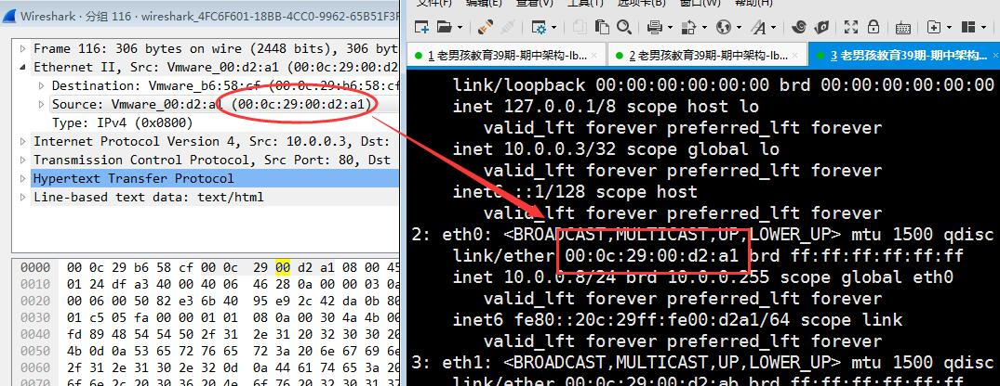 Wireshark · 分组 116 · wireshark_4FC6F601-18BB-4CC0-9962-65B51F3F
Frame 116: 306 bytes on wire (2448 bits), 306 byt
Ethernet II, Src: Vmware_00:d2:a1 (00:0c:29:00:d2
Destination: Vmware_b6:58:cf (00:0c:29:b6:58:cf
Source: Vmware_00:d2:a1 (00:0c:29:00:d2:a1)
Type: IPv4 (0x0800)
Internet Protocol Version 4, Src: 10.0.0.3, Dst:
Transmission Control Protocol, Src Port: 80, Dst
Hypertext Transfer Protocol
Line-based text data: text/html
0000 00 0c 29 b6 58 cf 00 0c 29 00 d2 a1 08 00 45
0010 01 24 df a3 40 00 40 06 46 28 0a 00 00 03 0a
0020 00 06 00 50 82 e3 6b 40 95 e9 2c 42 da 0b 80
0030 01 c5 05 fa 00 00 01 01 08 0a 00 30 4a 4b 00
0040 fd 89 48 54 54 50 2f 31 2e 31 20 32 30 30 20
0050 4b 0d 0a 53 65 72 76 65 72 3a 20 6e 67 69 6e
0060 2f 31 2e 31 30 2e 32 0d 0a 44 61 74 65 3a 20
0070 6f 6e 2c 20 30 36 20 4e 6f 76 20 32 30 31 37
文件(F) 编辑(E) 查看(V) 工具(T) 选项卡(B) 窗口(W) 帮助(H)
1 老男孩教育39期-期中架构-lb...
2 老男孩教育39期-期中架构-lb...
3 老男孩教育39期-期中架构-...
link/loopback 00:00:00:00:00:00 brd 00:00:00:00:00:00
inet 127.0.0.1/8 scope host lo
valid_lft forever preferred_lft forever
inet 10.0.0.3/32 scope global lo
valid_lft forever preferred_lft forever
inet6 ::1/128 scope host
valid_lft forever preferred_lft forever
2: eth0: <BROADCAST,MULTICAST,UP,LOWER_UP> mtu 1500 qdisc
link/ether 00:0c:29:00:d2:a1 brd ff:ff:ff:ff:ff:ff
inet 10.0.0.8/24 brd 10.0.0.255 scope global eth0
valid_lft forever preferred_lft forever
inet6 fe80::20c:29ff:fe00:d2a1/64 scope link
valid_lft forever preferred_lft forever
3: eth1: <BROADCAST,MULTICAST,UP,LOWER_UP> mtu 1500 qdisc
link/ether 00:0c:29:00:d2:ab brd ff:ff:ff:ff:ff:ff